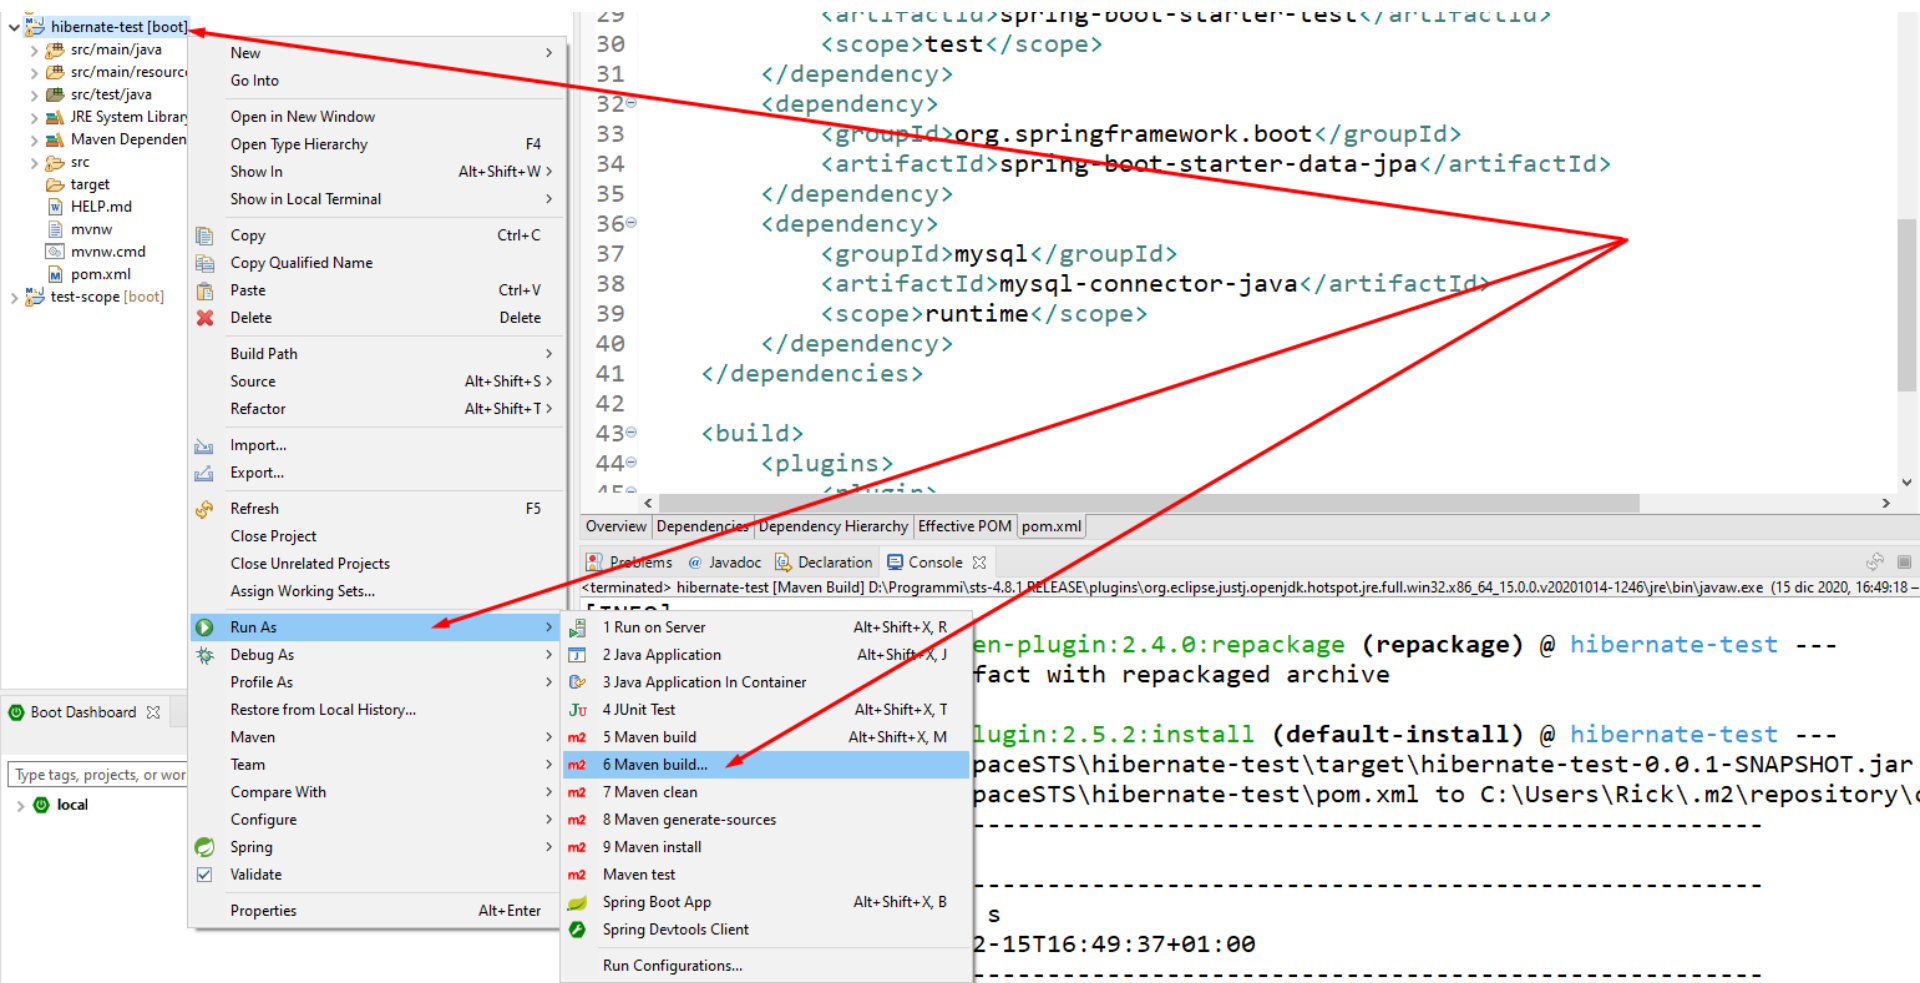 hibernate-test [boot]
src/main/java
src/main/resourc
src/test/java
JRE System Library
Maven Dependen
src
target
HELP.md
mvnw
mvnw.cmd
pom.xml
test-scope [boot]
New
Go Into
Open in New Window
Open Type Hierarchy F4
Show In Alt+Shift+W >
Show in Local Terminal
Copy Ctrl+C
Copy Qualified Name
Paste Ctrl+V
Delete Delete
Build Path
Source Alt+Shift+S >
Refactor Alt+Shift+T >
Import...
Export...
Refresh F5
Close Project
Close Unrelated Projects
Assign Working Sets...
Run As
Debug As
Profile As
Restore from Local History...
Maven
Team
Compare With
Configure
Spring
Validate
Properties Alt+Enter
1 Run on Server Alt+Shift+X, R
2 Java Application Alt+Shift+X, J
3 Java Application In Container
4 JUnit Test Alt+Shift+X, T
5 Maven build Alt+Shift+X, M
6 Maven build...
7 Maven clean
8 Maven generate-sources
9 Maven install
Maven test
Spring Boot App Alt+Shift+X, B
Spring Devtools Client
Run Configurations...
Boot Dashboard
Type tags, projects, or wor
local
29 <artifactId>spring-boot-starter-test</artifactId>
30 <scope>test</scope>
31 </dependency>
32 <dependency>
33 <groupId>org.springframework.boot</groupId>
34 <artifactId>spring-boot-starter-data-jpa</artifactId>
35 </dependency>
36 <dependency>
37 <groupId>mysql</groupId>
38 <artifactId>mysql-connector-java</artifactId>
39 <scope>runtime</scope>
40 </dependency>
41 </dependencies>
42
43 <build>
44 <plugins>
45 <plugin>
Overview Dependencies Dependency Hierarchy Effective POM pom.xml
Problems @ Javadoc Declaration Console
<terminated> hibernate-test [Maven Build] D:\Programmi\sts-4.8.1.RELEASE\plugins\org.eclipse.justj.openjdk.hotspot.jre.full.win32.x86_64_15.0.0.v20201014-1246\jre\bin\javaw.exe (15 dic 2020, 16:49:18 –
[INFO]
en-plugin:2.4.0:repackage (repackage) @ hibernate-test ---
fact with repackaged archive
lugin:2.5.2:install (default-install) @ hibernate-test ---
paceSTS\hibernate-test\target\hibernate-test-0.0.1-SNAPSHOT.jar
paceSTS\hibernate-test\pom.xml to C:\Users\Rick\.m2\repository\
-----------------------------------------------------
-----------------------------------------------------
s
2-15T16:49:37+01:00
-----------------------------------------------------